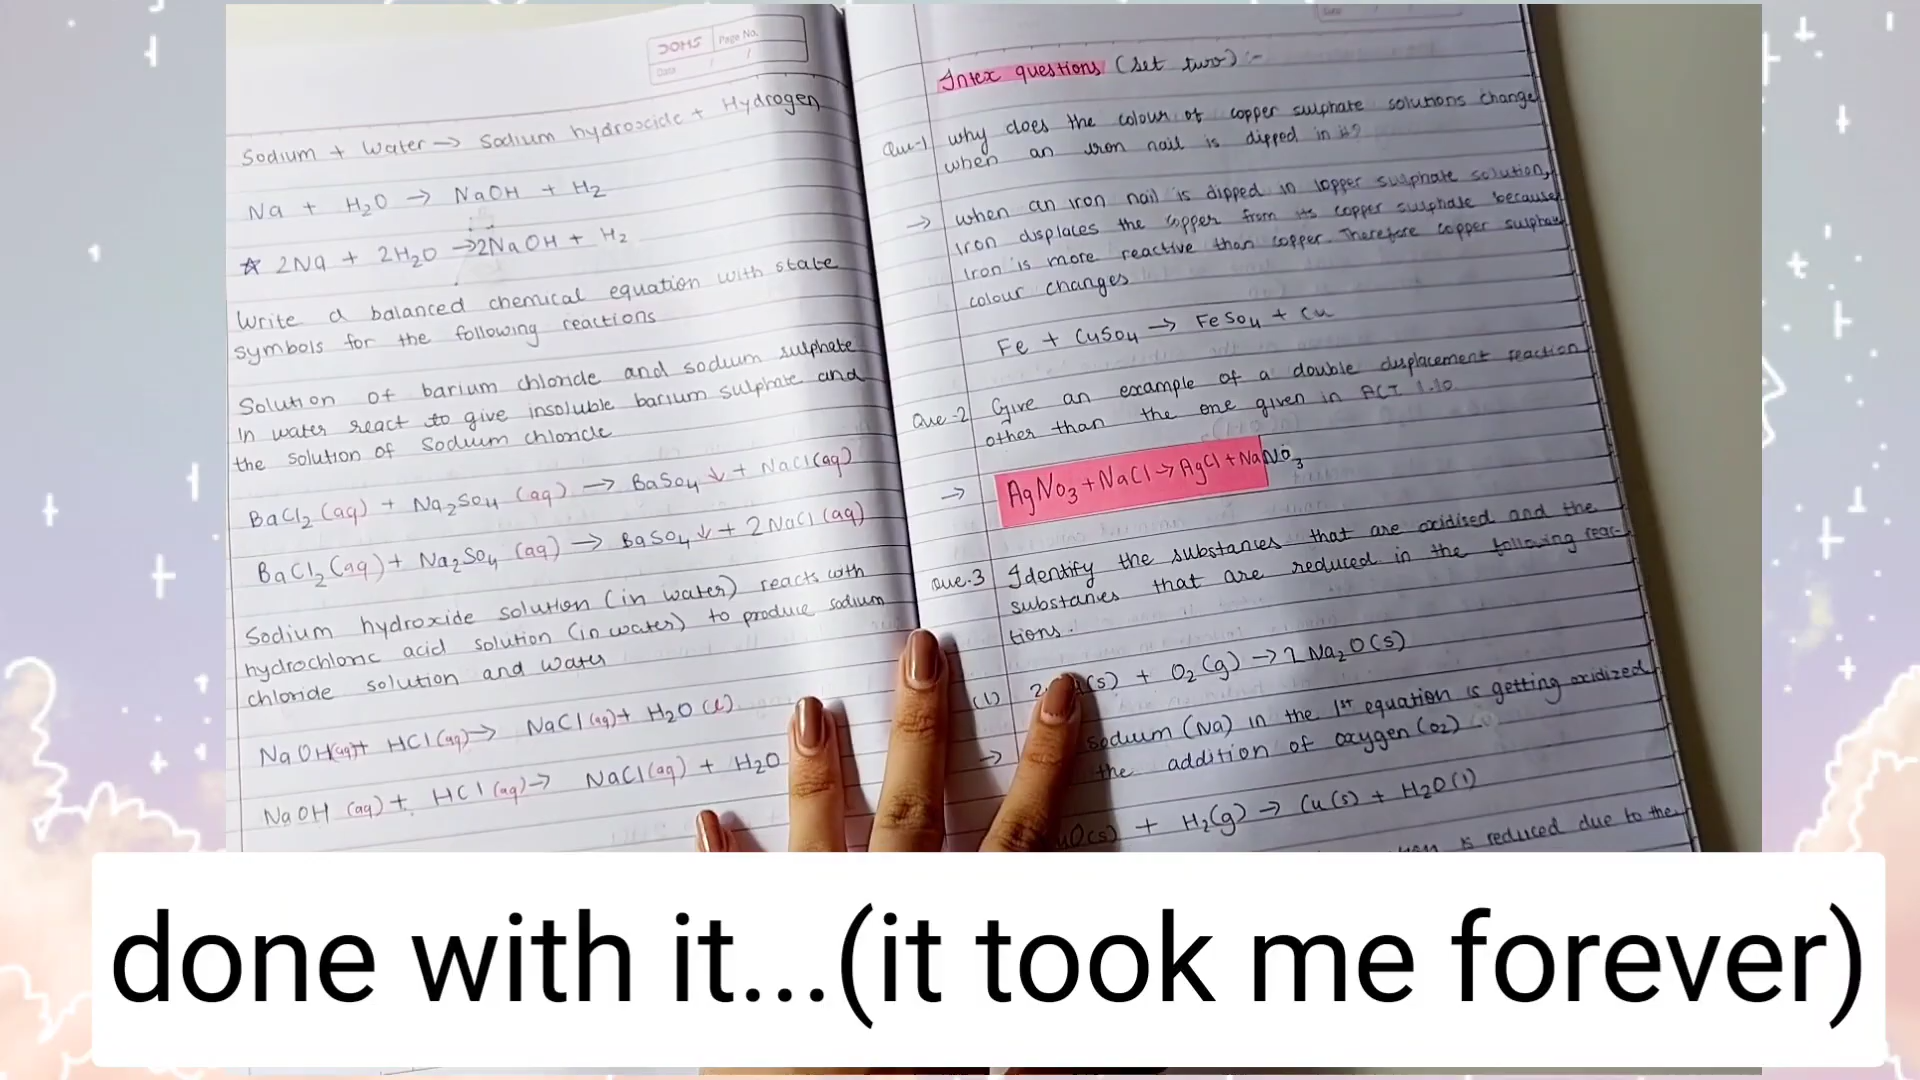 JOMS Page No.
Date
Sodium + Water → Sodium hydroxide + Hydrogen
Na + H2O → NaOH + H2
☆ 2Na + 2H2O → 2NaOH + H2
Write a balanced chemical equation with state
symbols for the following reactions
Solution of barium chloride and sodium sulphate
In water react to give insoluble barium sulphate and
the solution of Sodium chloride
BaCl2 (aq) + Na2SO4 (aq) → BaSO4 ↓ + NaCl (aq)
BaCl2 (aq) + Na2SO4 (aq) → BaSO4 ↓ + 2 NaCl (aq)
Sodium hydroxide solution (in water) reacts with
hydrochloric acid solution (in water) to produce sodium
chloride solution and water
NaOH(aq)+ HCl (aq) → NaCl (aq)+ H2O (l)
NaOH (aq) + HCl (aq) → NaCl (aq) + H2O
Intex questions (set two) :-
Que-1 why does the colour of copper sulphate solutions change
when an iron nail is dipped in it?
→ when an iron nail is dipped in copper sulphate solution,
Iron displaces the copper from its copper sulphate because
Iron is more reactive than copper. Therefore copper sulphate
colour changes
Fe + CuSO4 → FeSO4 + Cu
Que-2 Give an example of a double displacement reaction
other than the one given in ACT 1.10
→ AgNO3 + NaCl → AgCl + NaNO3
Que.3 Identify the substances that are oxidised and the
substances that are reduced in the following reac-
tions.
(1) 2 (s) + O2 (g) → 2 Na2O (s)
→ sodium (Na) in the 1st equation is getting oxidized
the addition of oxygen (O2)
O(s) + H2(g) → Cu (s) + H2O (l)
is reduced due to the
done with it...(it took me forever)